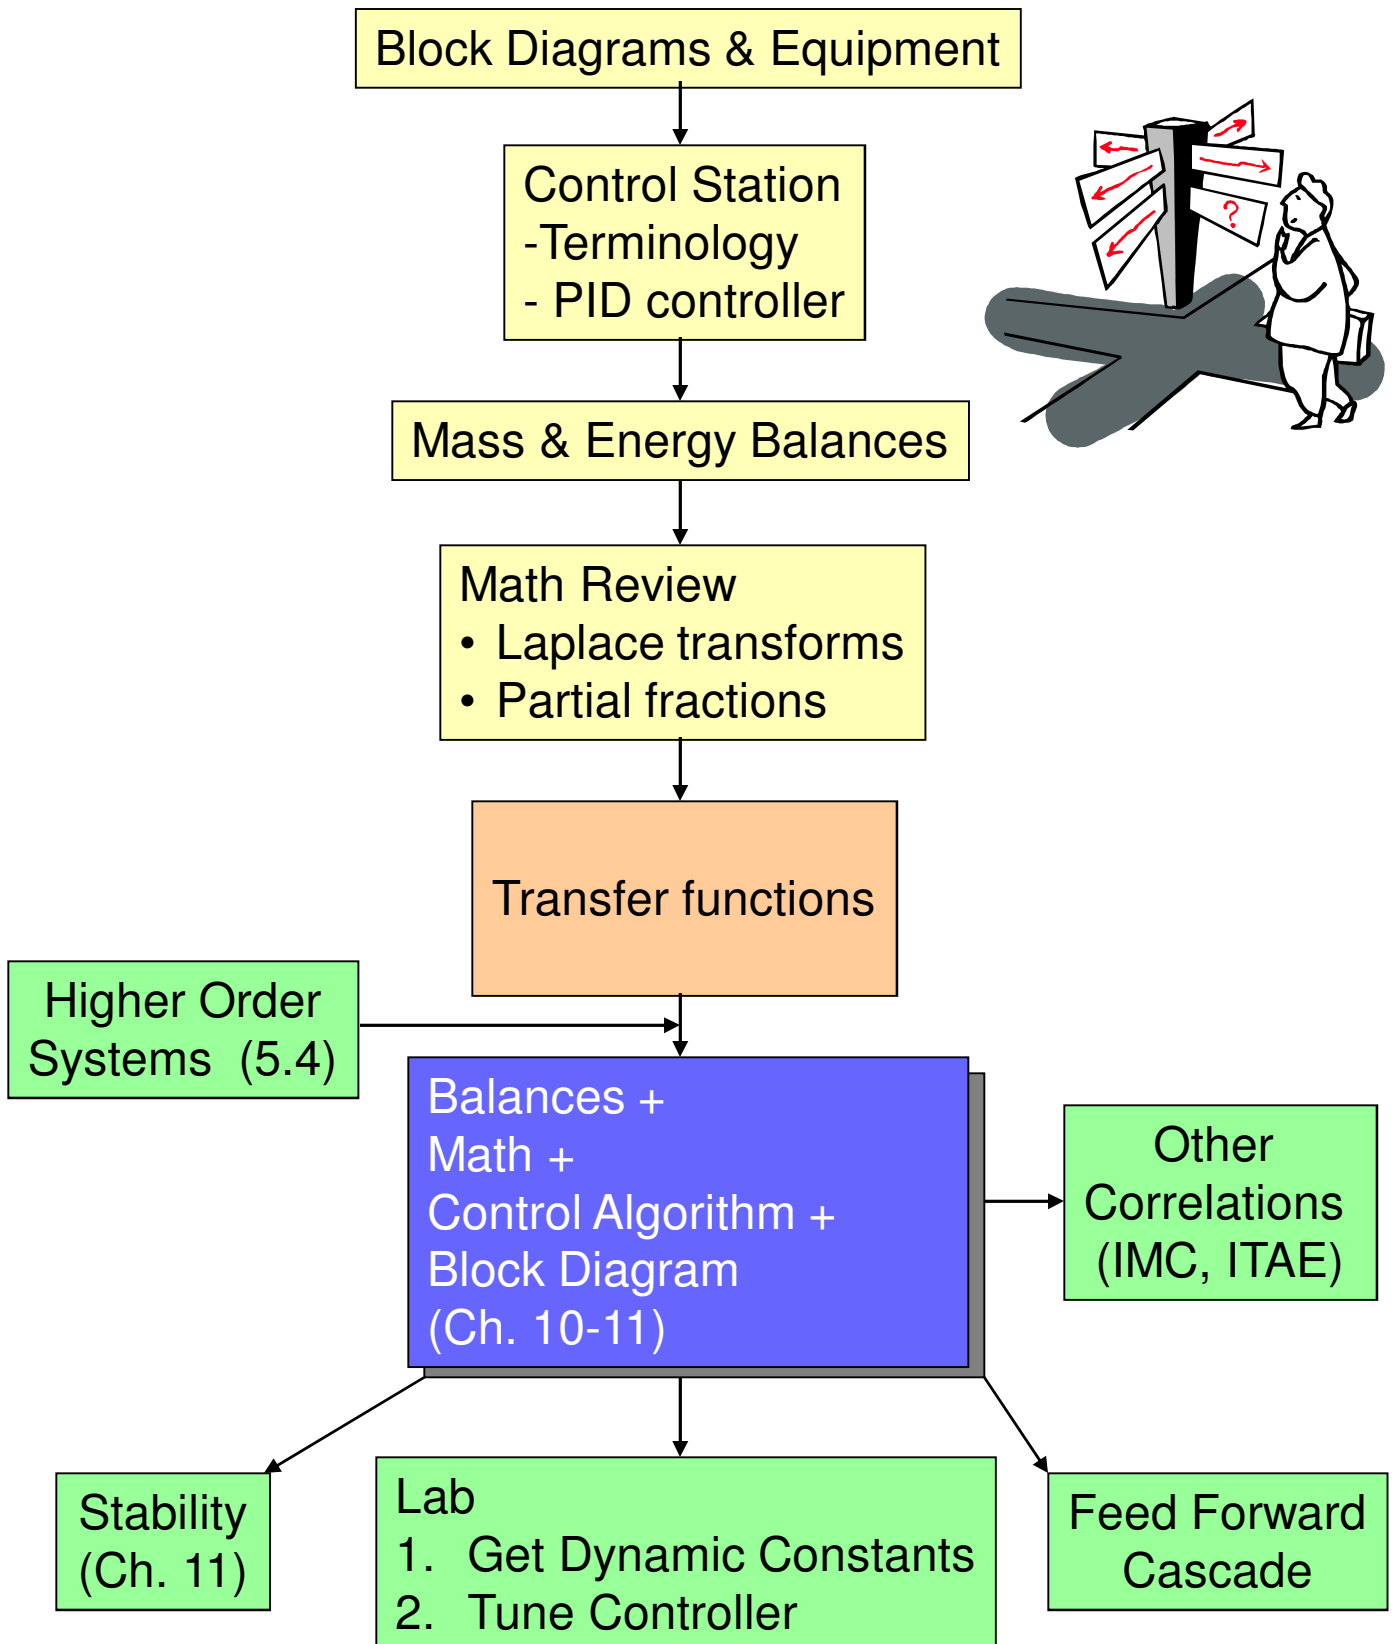 Block Diagrams & Equipment
Control Station
-Terminology
- PID controller
?
Mass & Energy Balances
Math Review
• Laplace transforms
• Partial fractions
Transfer functions
Higher Order
Systems (5.4)
Balances +
Math +
Control Algorithm +
Block Diagram
(Ch. 10-11)
Other
Correlations
(IMC, ITAE)
Stability
(Ch. 11)
Lab
1. Get Dynamic Constants
2. Tune Controller
Feed Forward
Cascade